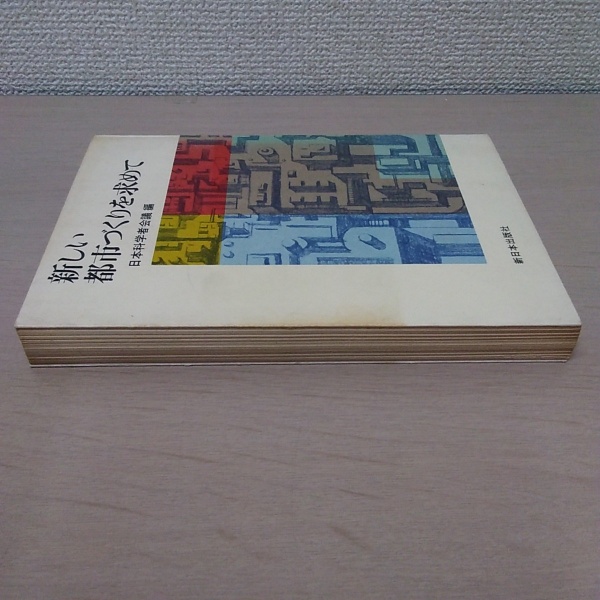 新しい
都市づくりを求めて
日本科学者会議 編
新日本出版社